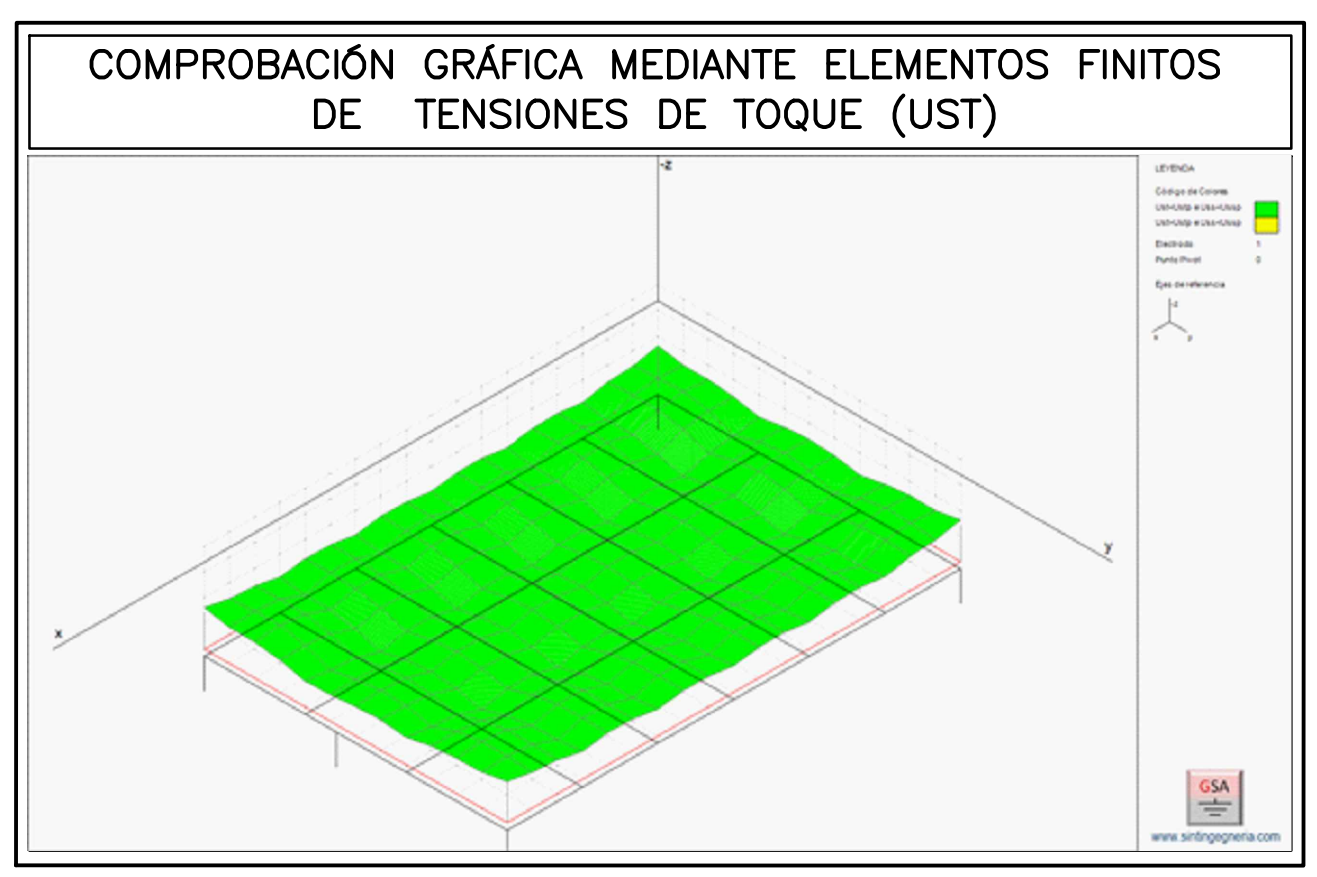 COMPROBACIÓN GRÁFICA MEDIANTE ELEMENTOS FINITOS
DE TENSIONES DE TOQUE (UST)
-z
LEYENDA
Código de Colores
Electrodo 1
Punto Pivot 0
Ejes de referencia
-z
x y
y
x
GSA
www.sintingegneria.com